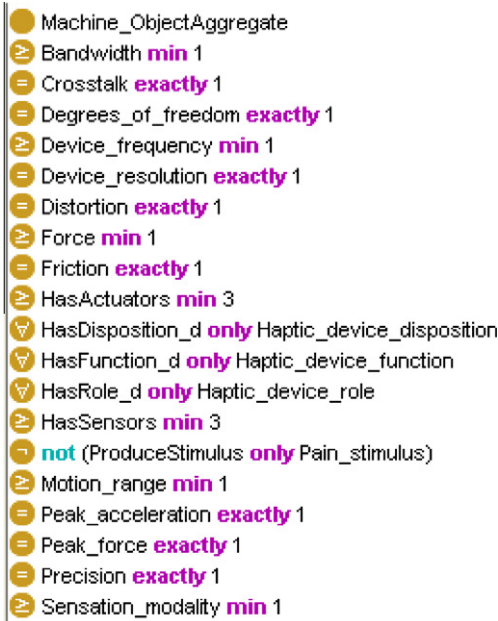 Machine_ObjectAggregate
≥ Bandwidth min 1
= Crosstalk exactly 1
= Degrees_of_freedom exactly 1
≥ Device_frequency min 1
= Device_resolution exactly 1
= Distortion exactly 1
≥ Force min 1
= Friction exactly 1
≥ HasActuators min 3
∀ HasDisposition_d only Haptic_device_disposition
∀ HasFunction_d only Haptic_device_function
∀ HasRole_d only Haptic_device_role
≥ HasSensors min 3
¬ not (ProduceStimulus only Pain_stimulus)
≥ Motion_range min 1
= Peak_acceleration exactly 1
= Peak_force exactly 1
= Precision exactly 1
≥ Sensation_modality min 1